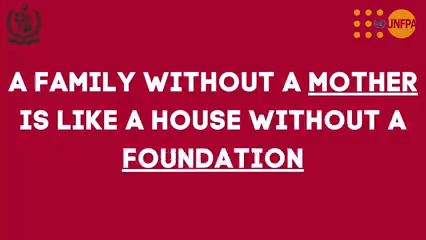 UNFPA
A FAMILY WITHOUT A MOTHER
IS LIKE A HOUSE WITHOUT A
FOUNDATION